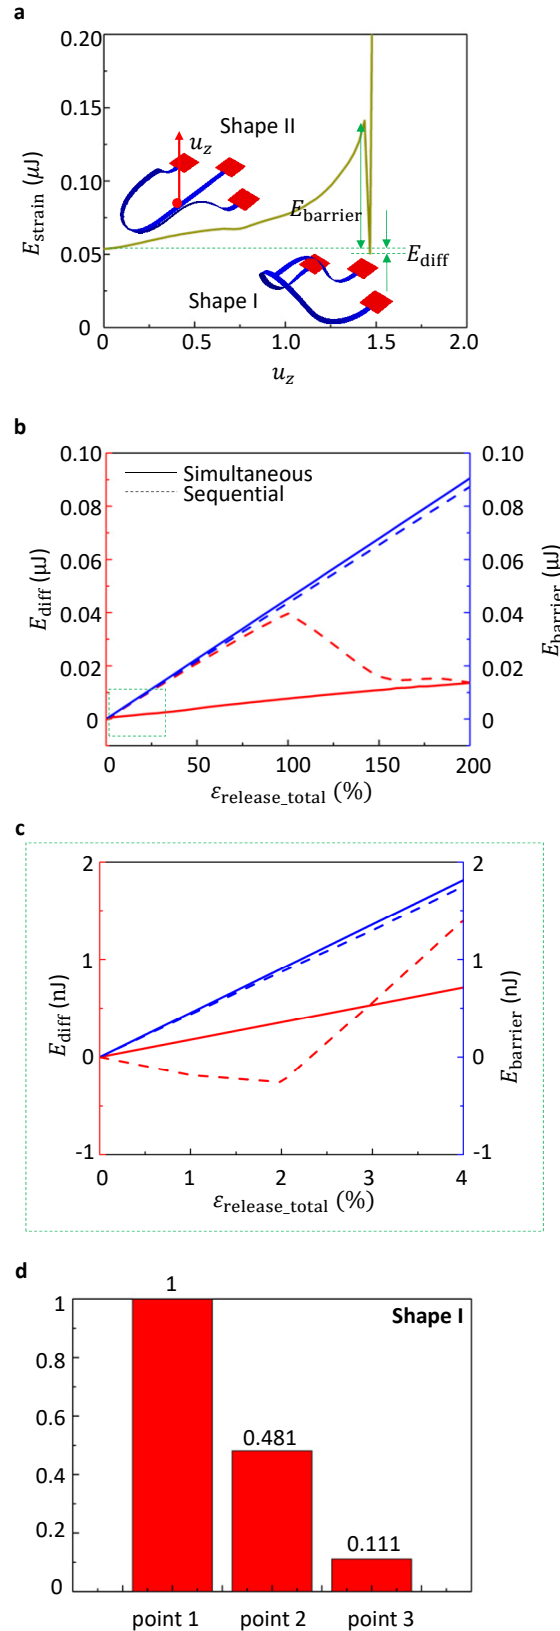 a
0.20
0.15
0.10
0.05
0
E_strain (μJ)
Shape II
u_z
E_barrier
E_diff
Shape I
0 0.5 1.0 1.5 2.0
u_z
b
0.10
0.08
0.06
0.04
0.02
0
E_diff (μJ)
Simultaneous
Sequential
0.10
0.08
0.06
0.04
0.02
0
E_barrier (μJ)
0 50 100 150 200
ε_release_total (%)
c
2
1
0
-1
E_diff (nJ)
2
1
0
-1
E_barrier (nJ)
0 1 2 3 4
ε_release_total (%)
d
1
0.8
0.6
0.4
0.2
0
Shape I
1
0.481
0.111
point 1 point 2 point 3